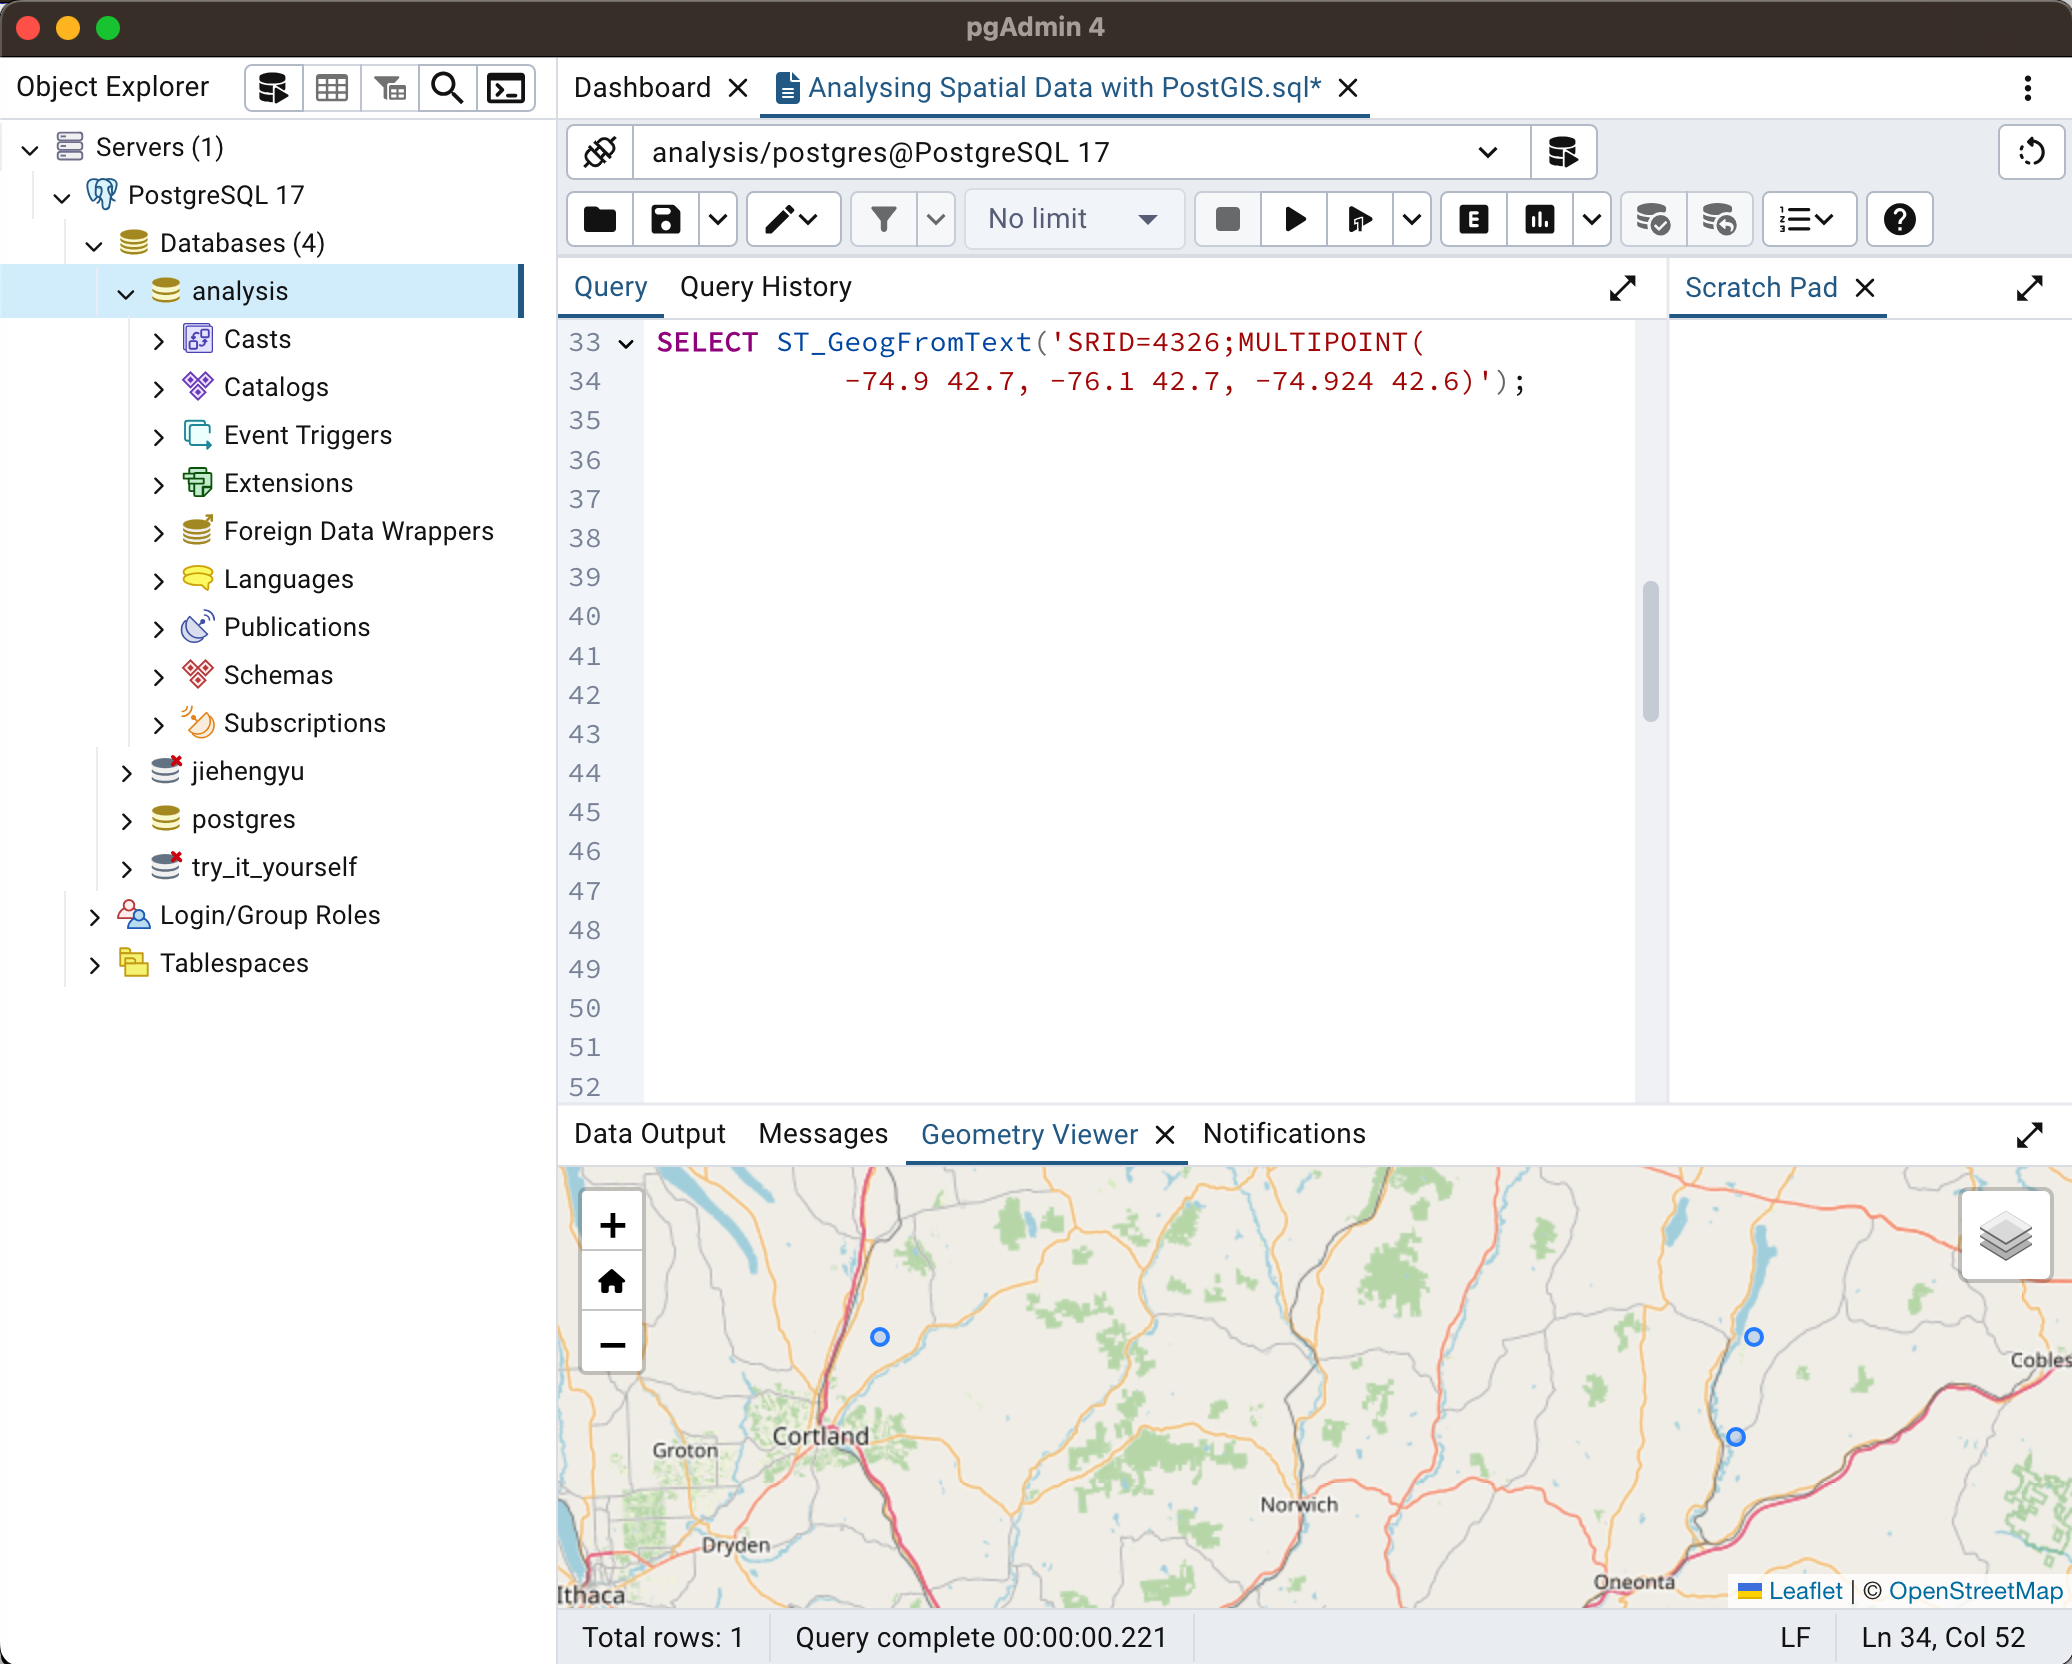 pgAdmin 4
Object Explorer
Dashboard
Analysing Spatial Data with PostGIS.sql*
Servers (1)
PostgreSQL 17
Databases (4)
analysis
Casts
Catalogs
Event Triggers
Extensions
Foreign Data Wrappers
Languages
Publications
Schemas
Subscriptions
jiehengyu
postgres
try_it_yourself
Login/Group Roles
Tablespaces
analysis/postgres@PostgreSQL 17
No limit
E
Query
Query History
Scratch Pad
33 SELECT ST_GeogFromText('SRID=4326;MULTIPOINT(
34 -74.9 42.7, -76.1 42.7, -74.924 42.6)');
35
36
37
38
39
40
41
42
43
44
45
46
47
48
49
50
51
52
Data Output
Messages
Geometry Viewer
Notifications
+
−
Cobles
Cortland
Groton
Norwich
Dryden
Oneonta
Ithaca
Leaflet | © OpenStreetMap
Total rows: 1
Query complete 00:00:00.221
LF
Ln 34, Col 52